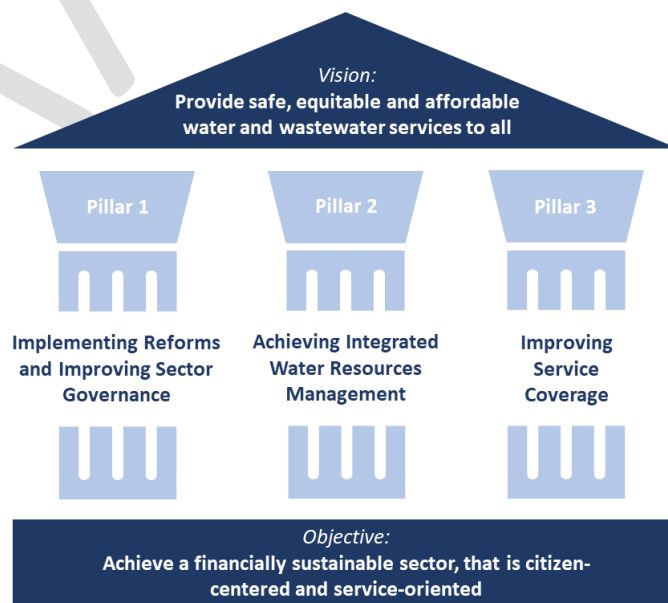 Vision:
Provide safe, equitable and affordable
water and wastewater services to all
Pillar 1
Pillar 2
Pillar 3
Implementing Reforms
and Improving Sector
Governance
Achieving Integrated
Water Resources
Management
Improving
Service
Coverage
Objective:
Achieve a financially sustainable sector, that is citizen-
centered and service-oriented